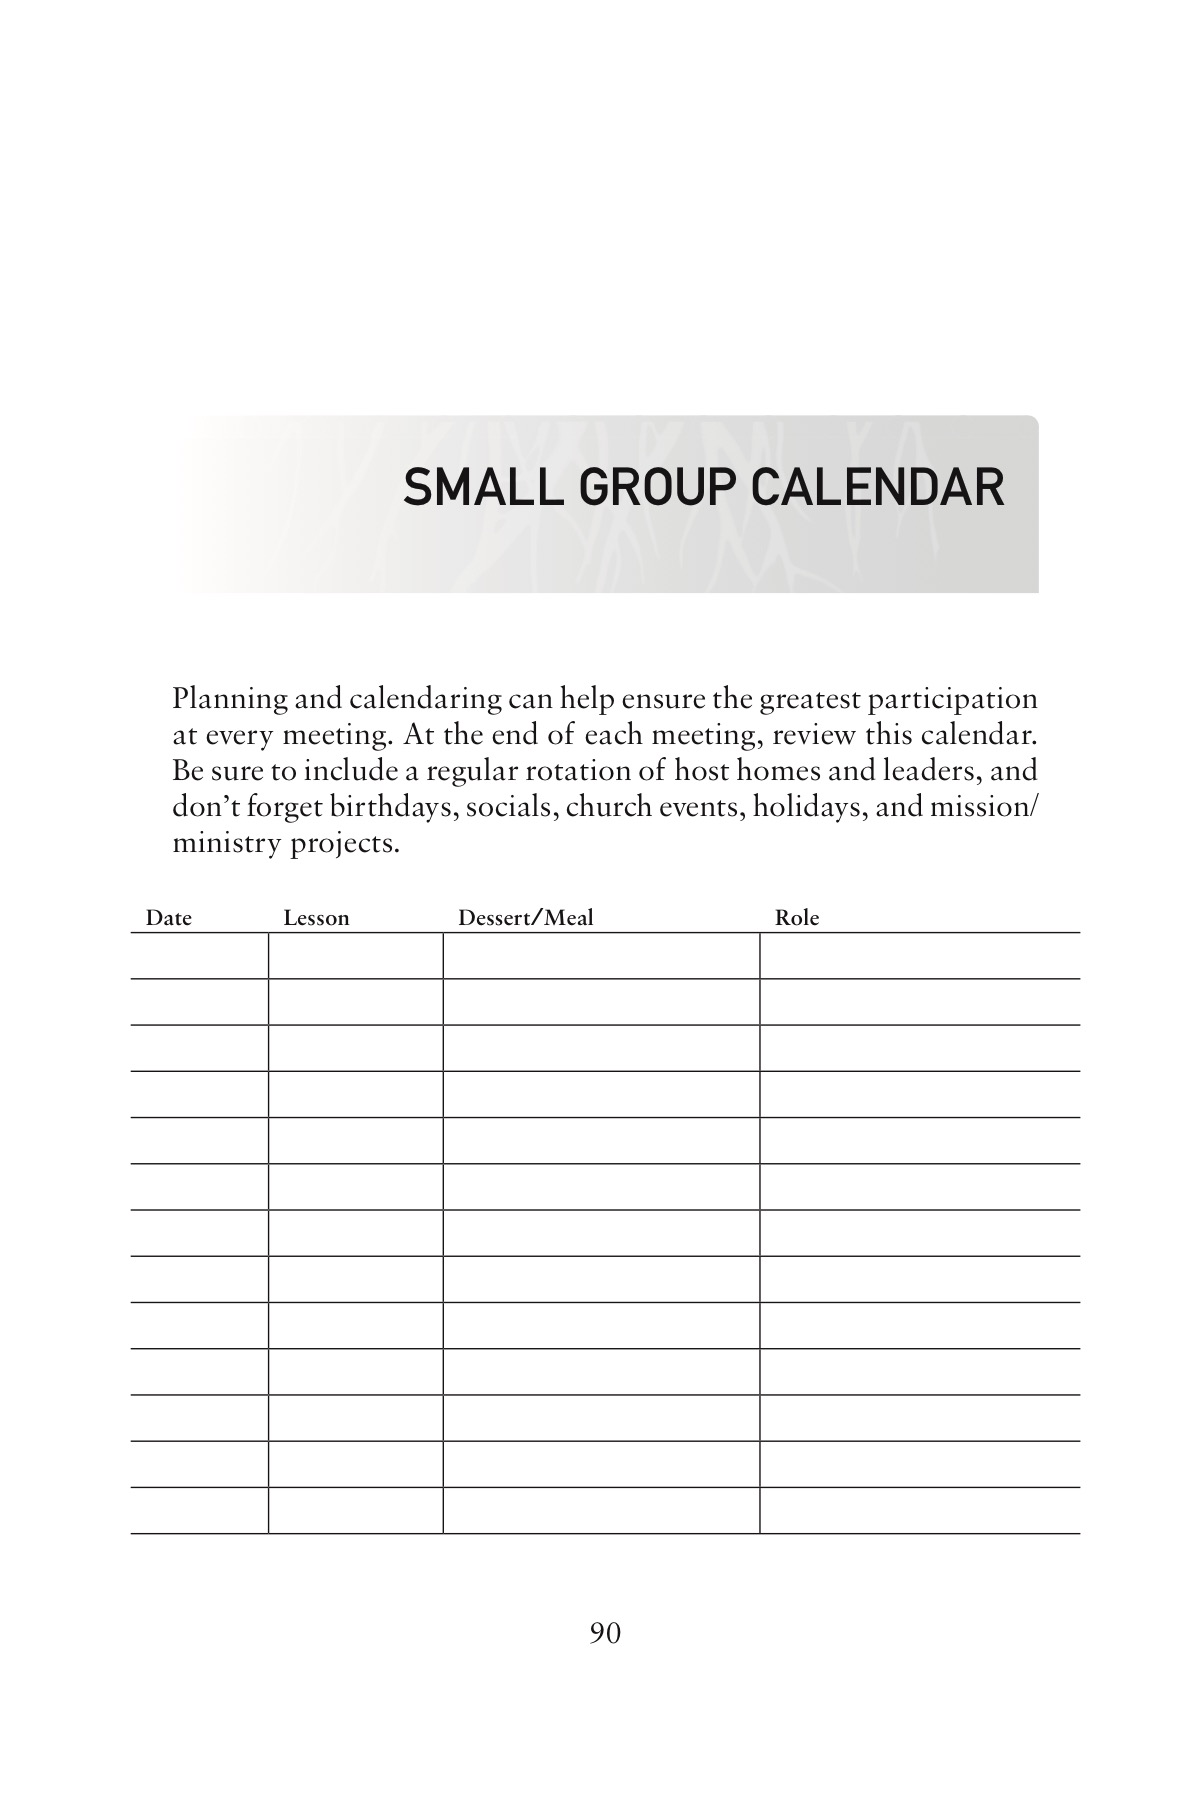 SMALL GROUP CALENDAR
Planning and calendaring can help ensure the greatest participation
at every meeting. At the end of each meeting, review this calendar.
Be sure to include a regular rotation of host homes and leaders, and
don’t forget birthdays, socials, church events, holidays, and mission/
ministry projects.
Date Lesson Dessert/Meal Role
90